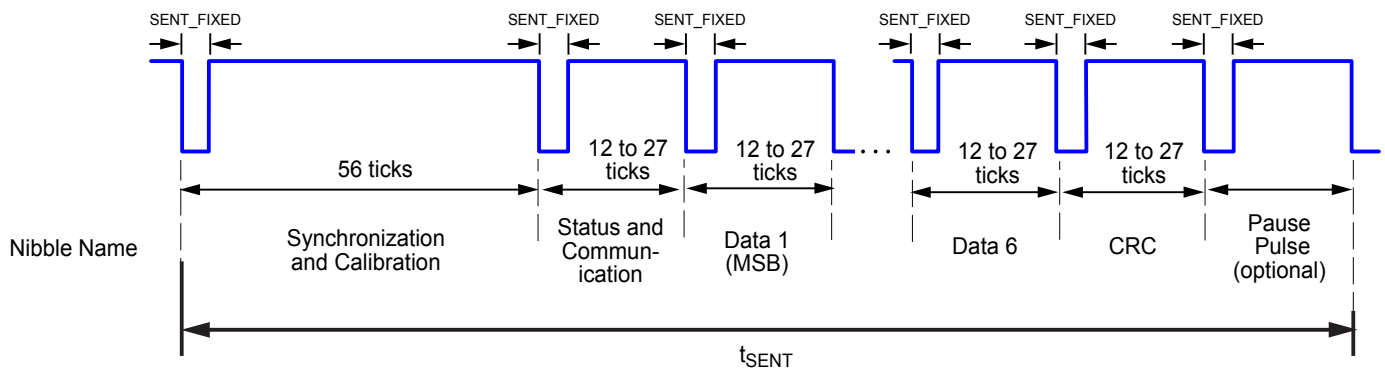 SENT_FIXED SENT_FIXED SENT_FIXED SENT_FIXED SENT_FIXED SENT_FIXED
56 ticks
12 to 27
ticks
12 to 27
ticks
. . .
12 to 27
ticks
12 to 27
ticks
Nibble Name
Synchronization
and Calibration
Status and
Commun-
ication
Data 1
(MSB)
Data 6
CRC
Pause
Pulse
(optional)
tSENT